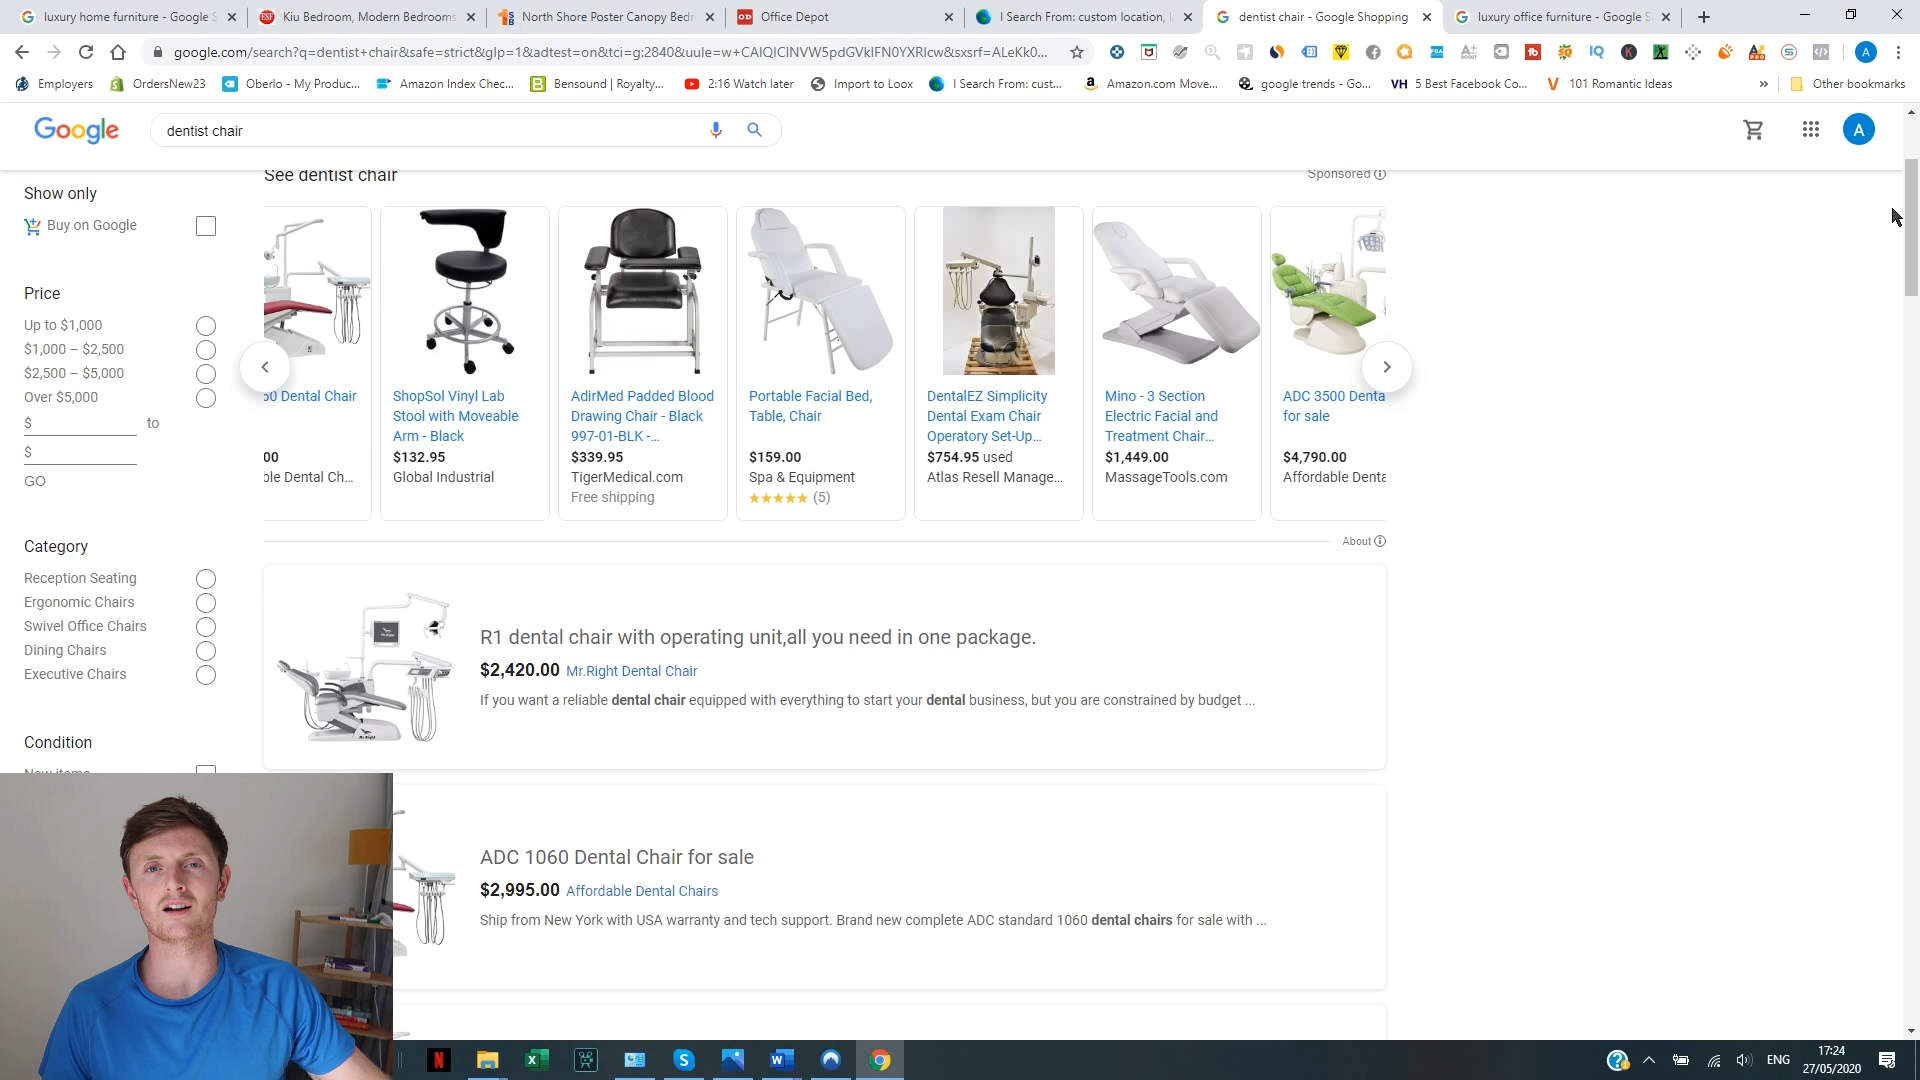 luxury home furniture - Google S
Kiu Bedroom, Modern Bedrooms
North Shore Poster Canopy Bedr
Office Depot
I Search From: custom location, l
dentist chair - Google Shopping
luxury office furniture - Google S
google.com/search?q=dentist+chair&safe=strict&glp=1&adtest=on&tci=g:2840&uule=w+CAIQICINVW5pdGVkIFN0YXRlcw&sxsrf=ALeKk0...
Employers
OrdersNew23
Oberlo - My Produc...
Amazon Index Chec...
Bensound | Royalty...
2:16 Watch later
Import to Loox
I Search From: cust...
Amazon.com Move...
google trends - Go...
VH 5 Best Facebook Co...
101 Romantic Ideas
»
Other bookmarks
Google
dentist chair
A
See dentist chair
Sponsored
Show only
Buy on Google
Price
Up to $1,000
$1,000 – $2,500
$2,500 – $5,000
Over $5,000
$ to
$
GO
Category
Reception Seating
Ergonomic Chairs
Swivel Office Chairs
Dining Chairs
Executive Chairs
Condition
New items
Dental Chair
00
ble Dental Ch...
ShopSol Vinyl Lab
Stool with Moveable
Arm - Black
$132.95
Global Industrial
AdirMed Padded Blood
Drawing Chair - Black
997-01-BLK -...
$339.95
TigerMedical.com
Free shipping
Portable Facial Bed,
Table, Chair
$159.00
Spa & Equipment
★★★★★ (5)
DentalEZ Simplicity
Dental Exam Chair
Operatory Set-Up...
$754.95 used
Atlas Resell Manage...
Mino - 3 Section
Electric Facial and
Treatment Chair...
$1,449.00
MassageTools.com
ADC 3500 Denta
for sale
$4,790.00
Affordable Denta
About
R1 dental chair with operating unit,all you need in one package.
$2,420.00 Mr.Right Dental Chair
If you want a reliable dental chair equipped with everything to start your dental business, but you are constrained by budget ...
ADC 1060 Dental Chair for sale
$2,995.00 Affordable Dental Chairs
Ship from New York with USA warranty and tech support. Brand new complete ADC standard 1060 dental chairs for sale with ...
ENG
17:24
27/05/2020